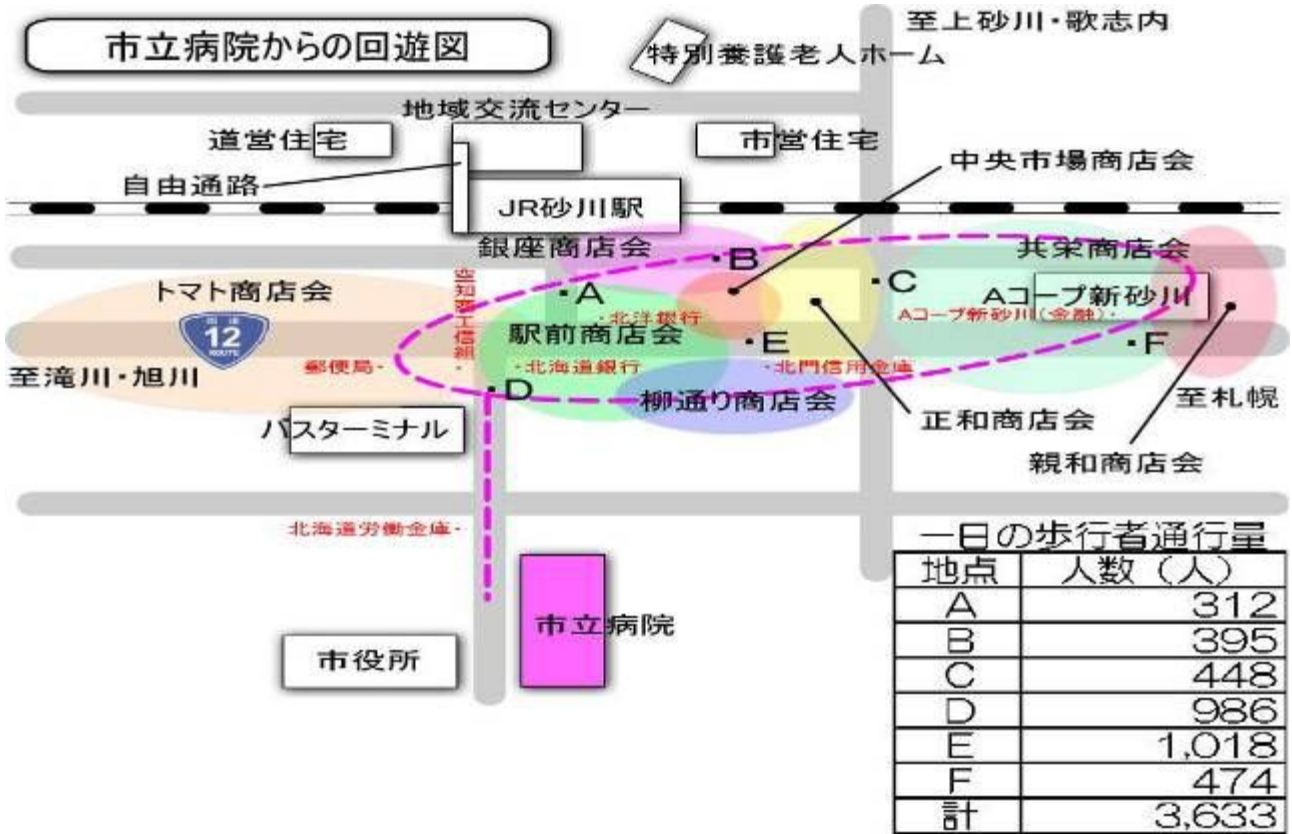 市立病院からの回遊図
至上砂川・歌志内
特別養護老人ホーム
地域交流センター
道営住宅
市営住宅
中央市場商店会
自由通路
JR砂川駅
銀座商店会
・B
共栄商店会
トマト商店会
空知商工信組・
・A
・C
Aコープ新砂川
12
ROUTE
・北洋銀行
Aコープ新砂川(金融)・
駅前商店会
・E
・F
至滝川・旭川
郵便局・
・北海道銀行
・北門信用金庫
・D
柳通り商店会
至札幌
バスターミナル
正和商店会
親和商店会
北海道労働金庫・
市立病院
市役所
一日の歩行者通行量
地点 人数(人)
A 312
B 395
C 448
D 986
E 1,018
F 474
計 3,633